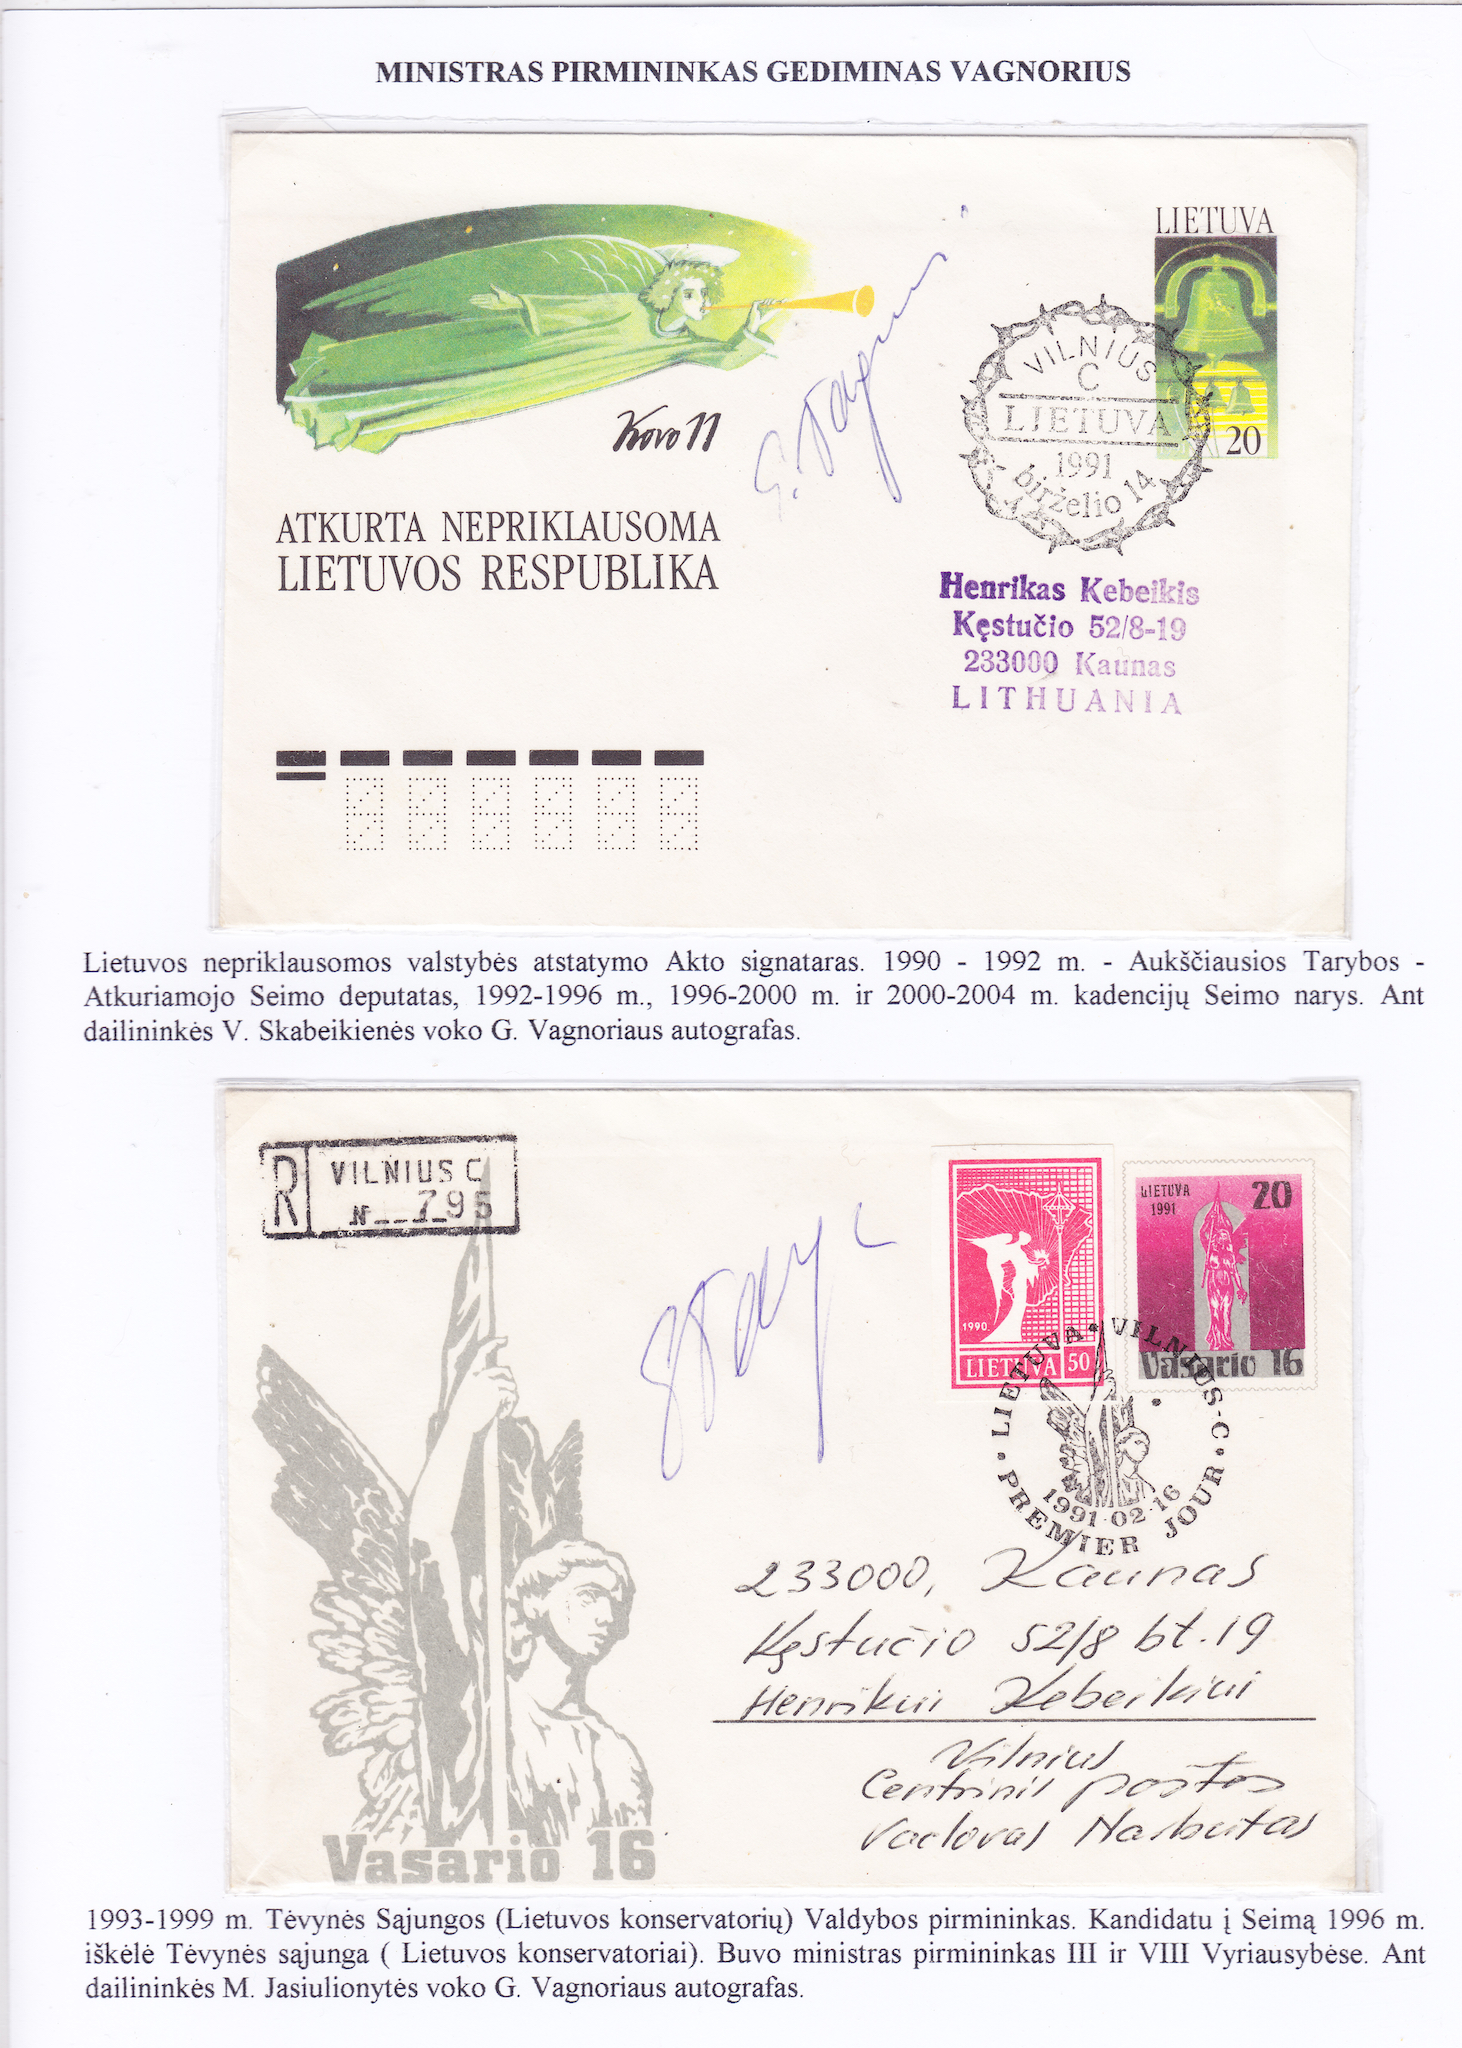 MINISTRAS PIRMININKAS GEDIMINAS VAGNORIUS
LIETUVA
20
VILNIUS
C
LIETUVA
1991
birželio 14
Kovo 11
G. Vagnorius
ATKURTA NEPRIKLAUSOMA
LIETUVOS RESPUBLIKA
Henrikas Kebeikis
Kęstučio 52/8-19
233000 Kaunas
LITHUANIA
Lietuvos nepriklausomos valstybės atstatymo Akto signataras. 1990 - 1992 m. - Aukščiausios Tarybos -
Atkuriamojo Seimo deputatas, 1992-1996 m., 1996-2000 m. ir 2000-2004 m. kadencijų Seimo narys. Ant
dailininkės V. Skabeikienės voko G. Vagnoriaus autografas.
R VILNIUS C
N 795
1990.
LIETUVA 50
LIETUVA
1991
20
Vasario 16
LIETUVA • VILNIUS-C •
1991·02·16
PREMIER JOUR
233000, Kaunas
Kęstučio 52/8 bt. 19
Henrikui Kebeikiui
Vilnius
Centrinis paštas
Vaclovas Narbutas
Vasario 16
1993-1999 m. Tėvynės Sąjungos (Lietuvos konservatorių) Valdybos pirmininkas. Kandidatu į Seimą 1996 m.
iškėlė Tėvynės sąjunga ( Lietuvos konservatoriai). Buvo ministras pirmininkas III ir VIII Vyriausybėse. Ant
dailininkės M. Jasiulionytės voko G. Vagnoriaus autografas.